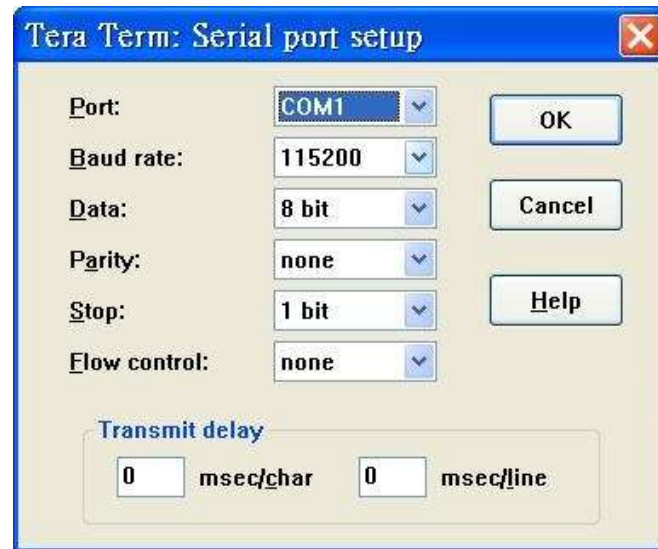 Tera Term: Serial port setup
Port: COM1
OK
Baud rate: 115200
Data: 8 bit
Cancel
Parity: none
Stop: 1 bit
Help
Flow control: none
Transmit delay
0 msec/char 0 msec/line